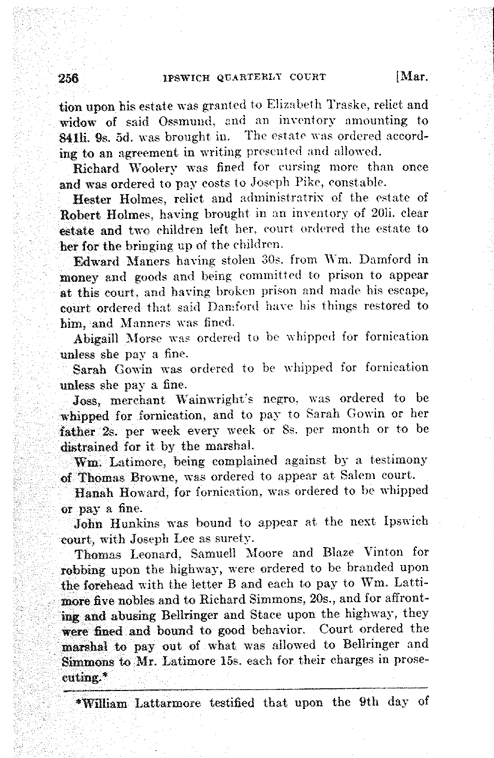 256 IPSWICH QUARTERLY COURT [Mar.
tion upon his estate was granted to Elizabeth Traske, relict and
widow of said Ossmund, and an inventory amounting to
841li. 9s. 5d. was brought in. The estate was ordered accord-
ing to an agreement in writing presented and allowed.
Richard Woolery was fined for cursing more than once
and was ordered to pay costs to Joseph Pike, constable.
Hester Holmes, relict and administratrix of the estate of
Robert Holmes, having brought in an inventory of 20li. clear
estate and two children left her, court ordered the estate to
her for the bringing up of the children.
Edward Maners having stolen 30s. from Wm. Damford in
money and goods and being committed to prison to appear
at this court, and having broken prison and made his escape,
court ordered that said Damford have his things restored to
him, and Manners was fined.
Abigaill Morse was ordered to be whipped for fornication
unless she pay a fine.
Sarah Gowin was ordered to be whipped for fornication
unless she pay a fine.
Joss, merchant Wainwright's negro, was ordered to be
whipped for fornication, and to pay to Sarah Gowin or her
father 2s. per week every week or 8s. per month or to be
distrained for it by the marshal.
Wm. Latimore, being complained against by a testimony
of Thomas Browne, was ordered to appear at Salem court.
Hanah Howard, for fornication, was ordered to be whipped
or pay a fine.
John Hunkins was bound to appear at the next Ipswich
court, with Joseph Lee as surety.
Thomas Leonard, Samuell Moore and Blaze Vinton for
robbing upon the highway, were ordered to be branded upon
the forehead with the letter B and each to pay to Wm. Latti-
more five nobles and to Richard Simmons, 20s., and for affront-
ing and abusing Bellringer and Stace upon the highway, they
were fined and bound to good behavior. Court ordered the
marshal to pay out of what was allowed to Bellringer and
Simmons to Mr. Latimore 15s. each for their charges in prose-
cuting.*
*William Lattarmore testified that upon the 9th day of